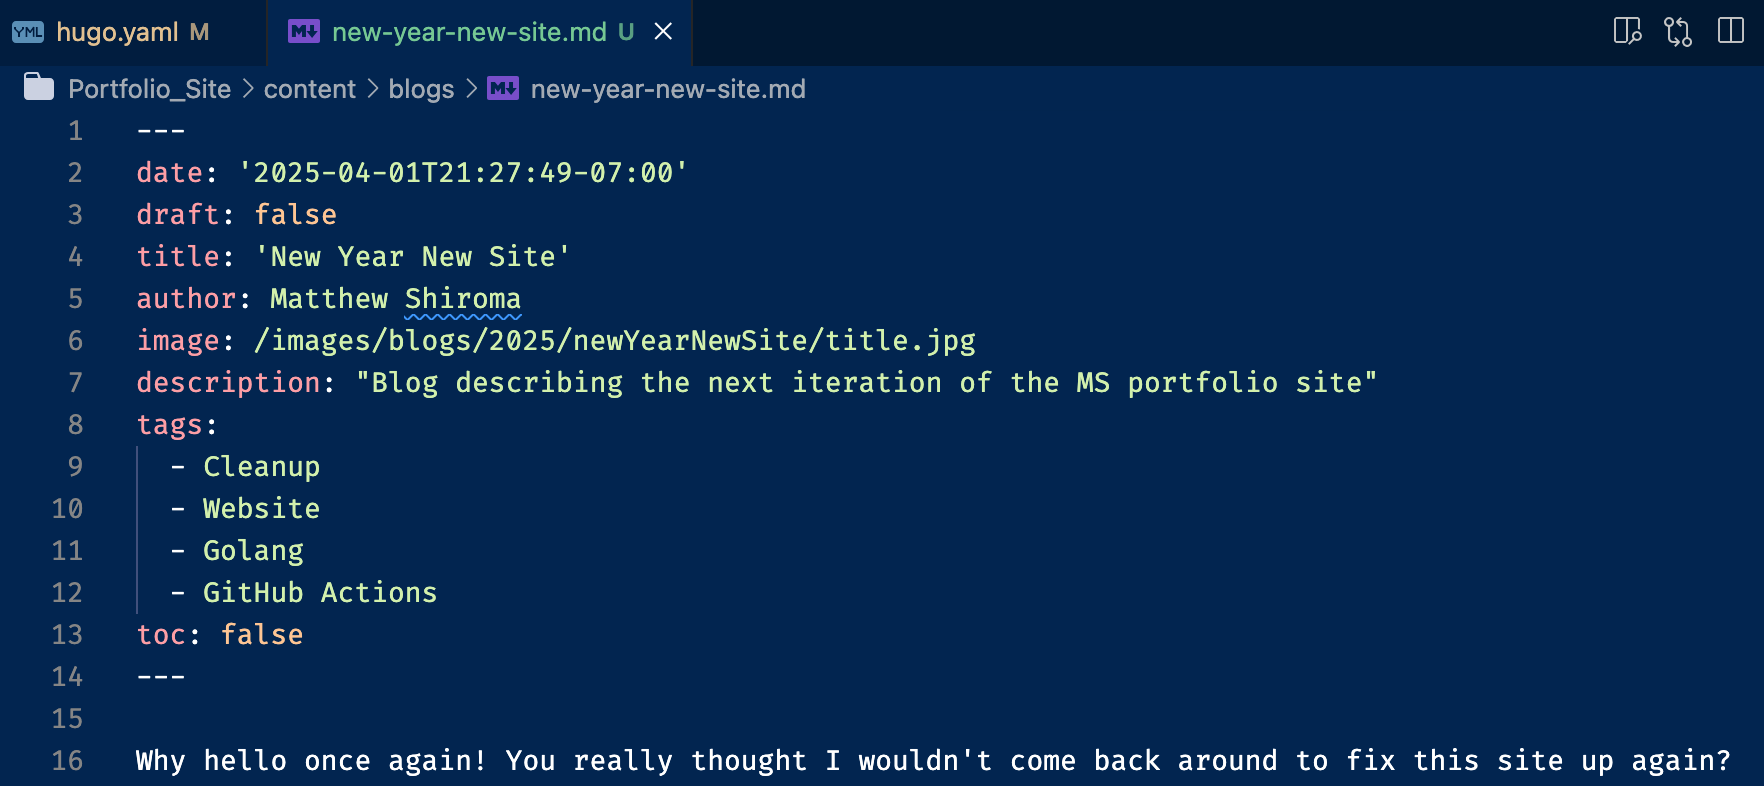 YML hugo.yaml M
M↓ new-year-new-site.md U
Portfolio_Site > content > blogs > M↓ new-year-new-site.md
1 ---
2 date: '2025-04-01T21:27:49-07:00'
3 draft: false
4 title: 'New Year New Site'
5 author: Matthew Shiroma
6 image: /images/blogs/2025/newYearNewSite/title.jpg
7 description: "Blog describing the next iteration of the MS portfolio site"
8 tags:
9 - Cleanup
10 - Website
11 - Golang
12 - GitHub Actions
13 toc: false
14 ---
15
16 Why hello once again! You really thought I wouldn't come back around to fix this site up again?